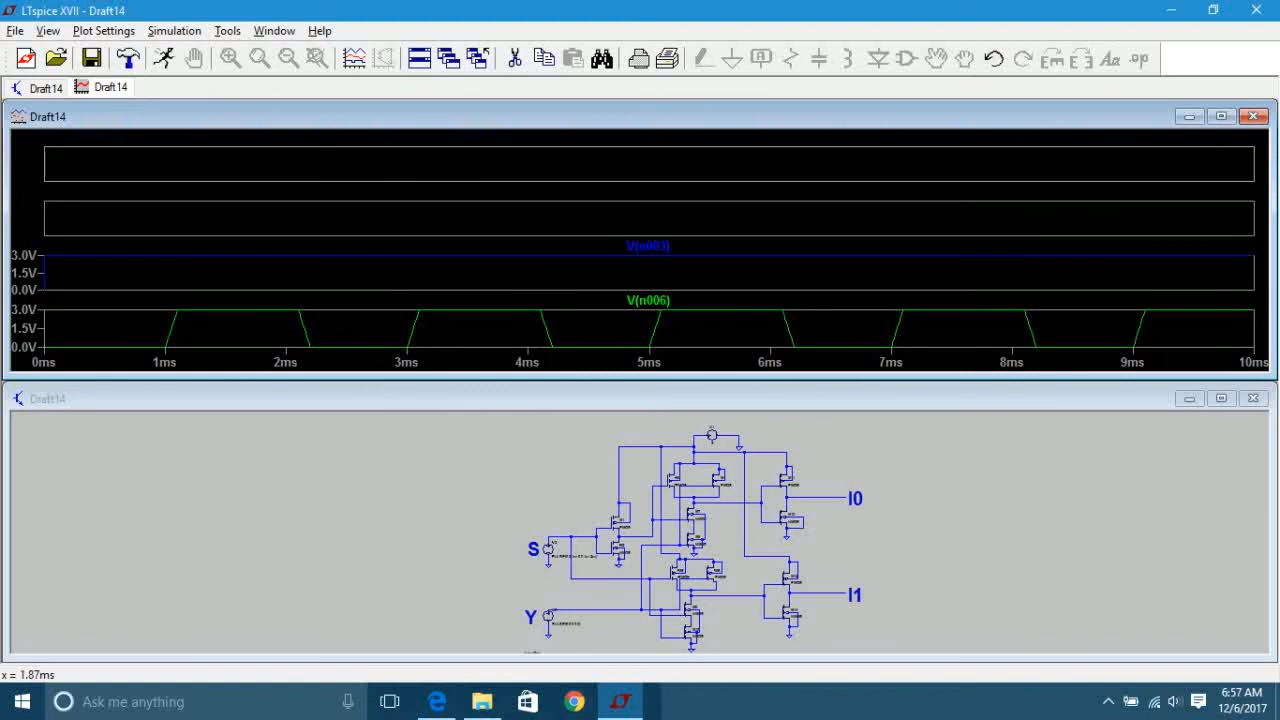 LTspice XVII - Draft14
File View Plot Settings Simulation Tools Window Help
Draft14 Draft14
Draft14
V(n003)
3.0V
1.5V
0.0V
V(n006)
3.0V
1.5V
0.0V
0ms 1ms 2ms 3ms 4ms 5ms 6ms 7ms 8ms 9ms 10ms
Draft14
I0
S
I1
Y
x = 1.87ms
Ask me anything
6:57 AM
12/6/2017